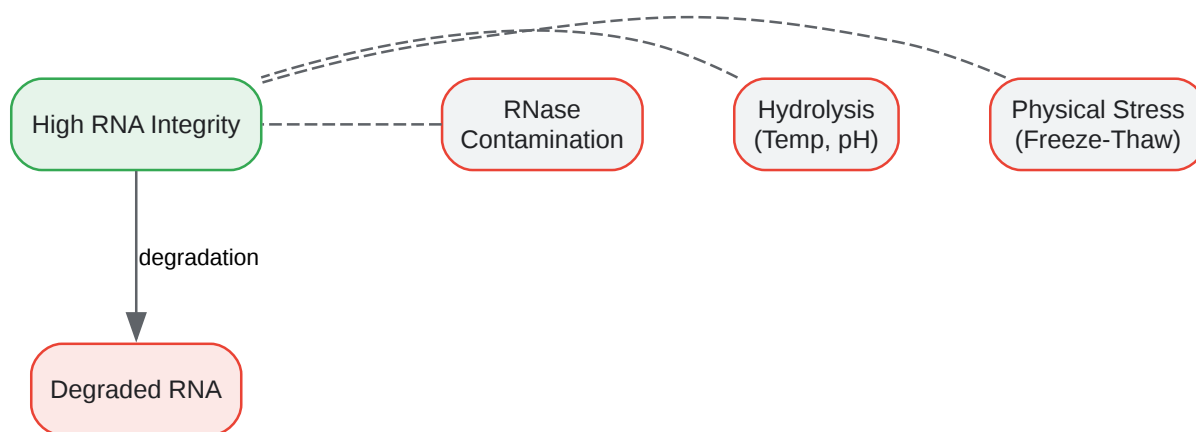 High RNA Integrity
RNase
Contamination
Hydrolysis
(Temp, pH)
Physical Stress
(Freeze-Thaw)
degradation
Degraded RNA